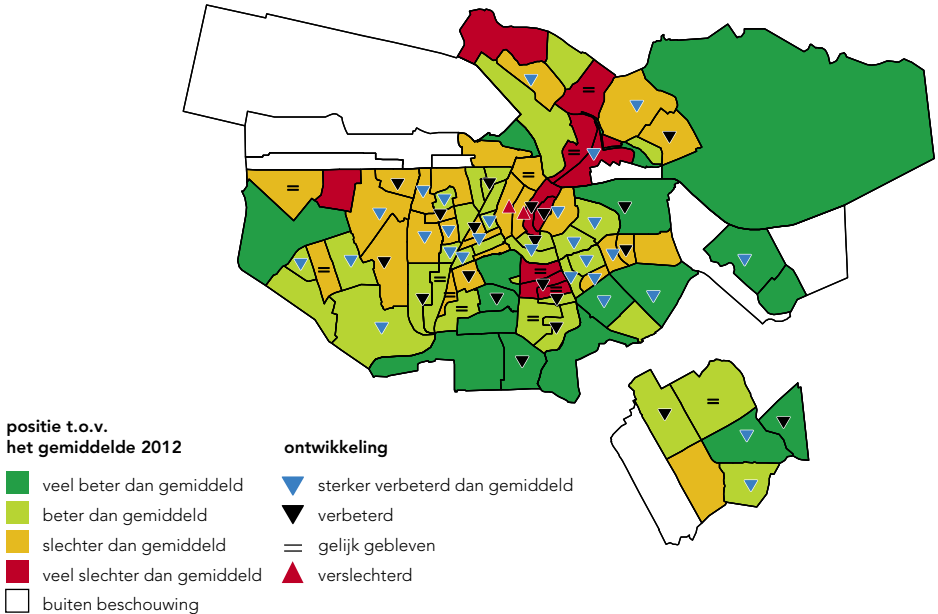 positie t.o.v.
het gemiddelde 2012
veel beter dan gemiddeld
beter dan gemiddeld
slechter dan gemiddeld
veel slechter dan gemiddeld
buiten beschouwing
ontwikkeling
sterker verbeterd dan gemiddeld
verbeterd
gelijk gebleven
verslechterd